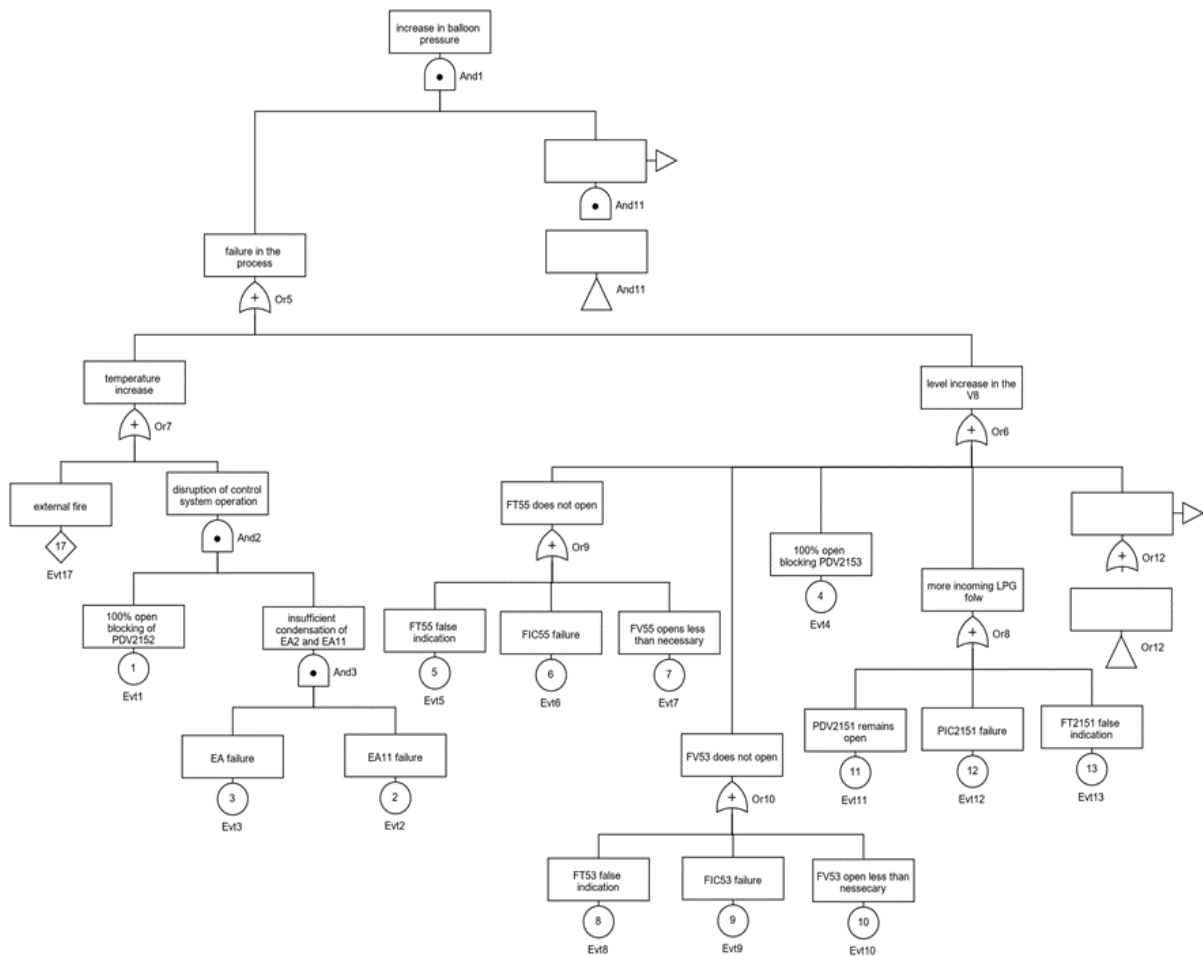 increase in balloon
pressure
And1
And11
failure in the
process
Or5
And11
temperature
increase
Or7
level increase in the
V8
Or6
external fire
17
Evt17
disruption of control
system operation
And2
FT55 does not open
Or9
100% open
blocking PDV2153
4
Evt4
more incoming LPG
folw
Or8
Or12
Or12
100% open
blocking of
PDV2152
1
Evt1
insufficient
condensation of
EA2 and EA11
And3
FT55 false
indication
5
Evt5
FIC55 failure
6
Evt6
FV55 opens less
than necessary
7
Evt7
EA failure
3
Evt3
EA11 failure
2
Evt2
FV53 does not open
Or10
PDV2151 remains
open
11
Evt11
PIC2151 failure
12
Evt12
FT2151 false
indication
13
Evt13
FT53 false
indication
8
Evt8
FIC53 failure
9
Evt9
FV53 open less than
nessecary
10
Evt10